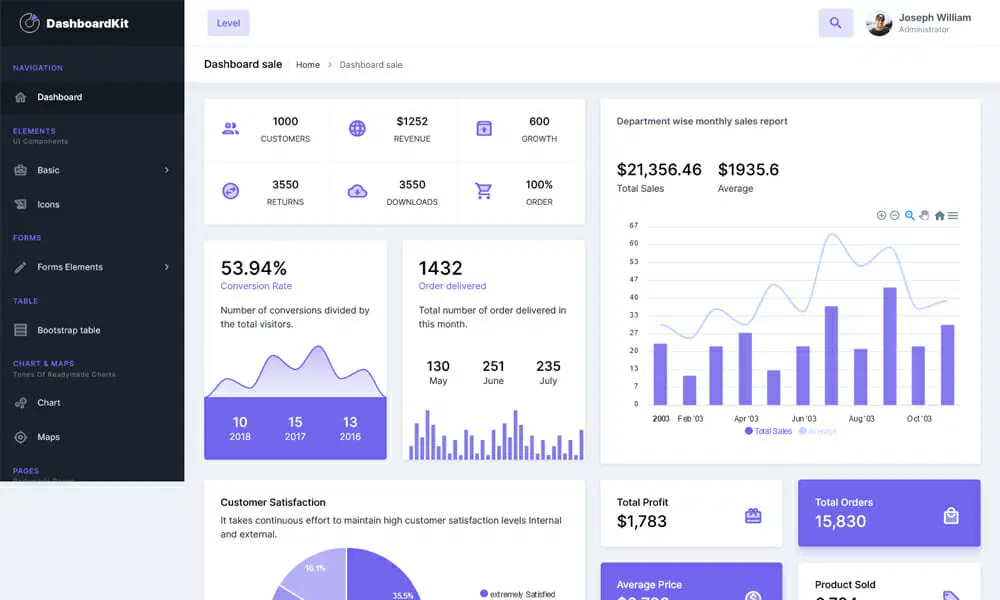 DashboardKit
Level
Joseph William
Administrator
NAVIGATION
Dashboard
ELEMENTS
UI Components
Basic
Icons
FORMS
Forms Elements
TABLE
Bootstrap table
CHART & MAPS
Tones Of Readymade Charts
Chart
Maps
PAGES
Dashboard sale
Home > Dashboard sale
1000
CUSTOMERS
$1252
REVENUE
600
GROWTH
3550
RETURNS
3550
DOWNLOADS
100%
ORDER
53.94%
Conversion Rate
Number of conversions divided by
the total visitors.
10
2018
15
2017
13
2016
1432
Order delivered
Total number of order delivered in
this month.
130
May
251
June
235
July
Department wise monthly sales report
$21,356.46
Total Sales
$1935.6
Average
67
60
53
47
40
33
27
20
13
7
0
2003 Feb '03 Apr '03 Jun '03 Aug '03 Oct '03
Total Sales Average
Customer Satisfaction
It takes continuous effort to maintain high customer satisfaction levels Internal
and external.
16.1%
35.5%
extremely Satisfied
Total Profit
$1,783
Total Orders
15,830
Average Price
Product Sold